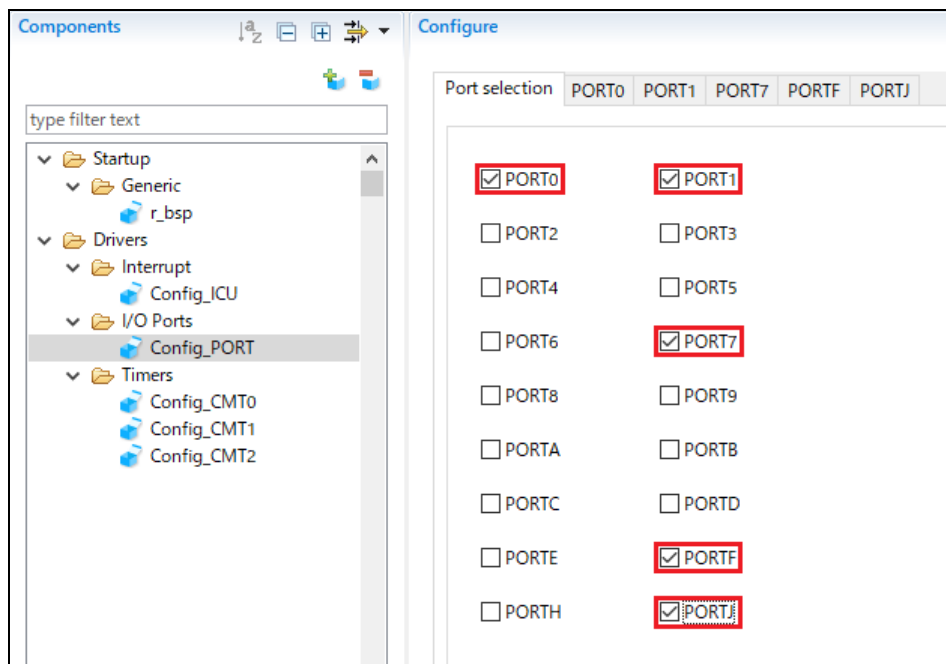 Components
type filter text
Startup
Generic
r_bsp
Drivers
Interrupt
Config_ICU
I/O Ports
Config_PORT
Timers
Config_CMT0
Config_CMT1
Config_CMT2
Configure
Port selection PORT0 PORT1 PORT7 PORTF PORTJ
PORT0 PORT1
PORT2 PORT3
PORT4 PORT5
PORT6 PORT7
PORT8 PORT9
PORTA PORTB
PORTC PORTD
PORTE PORTF
PORTH PORTJ